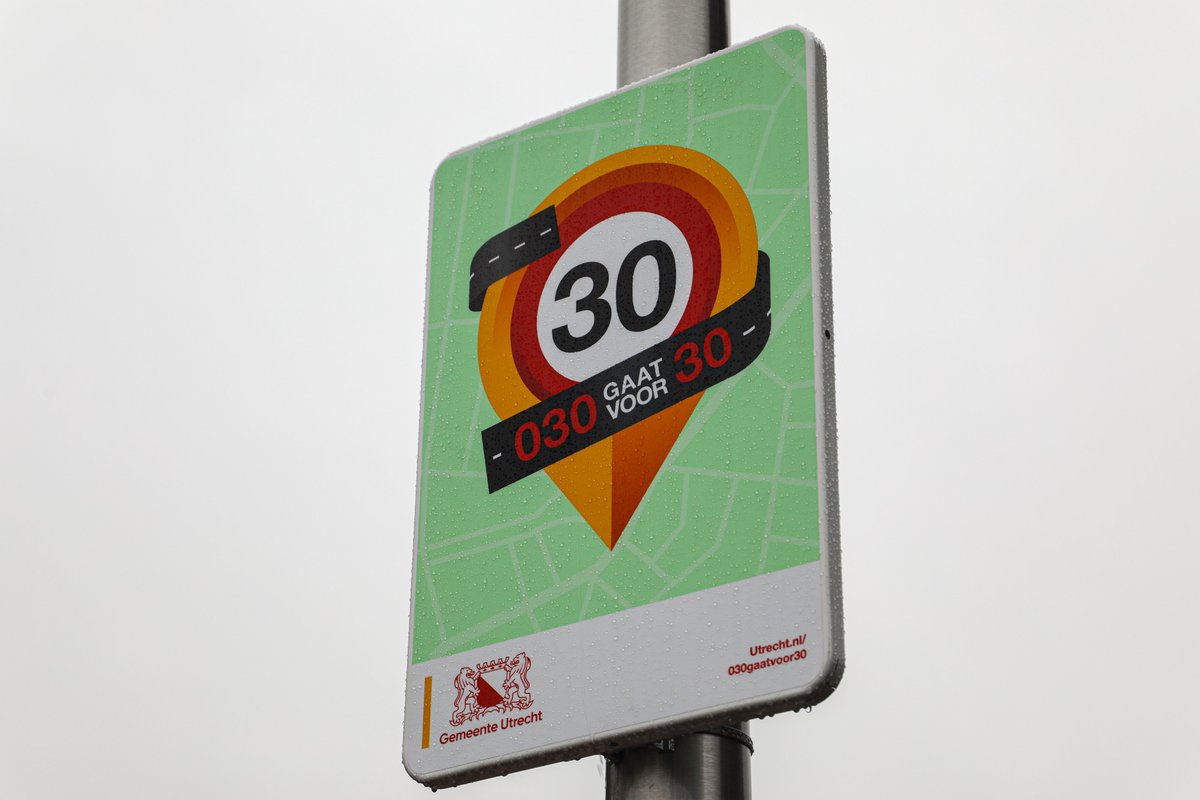 30
030 GAAT VOOR 30
Utrecht.nl/
030gaatvoor30
Gemeente Utrecht